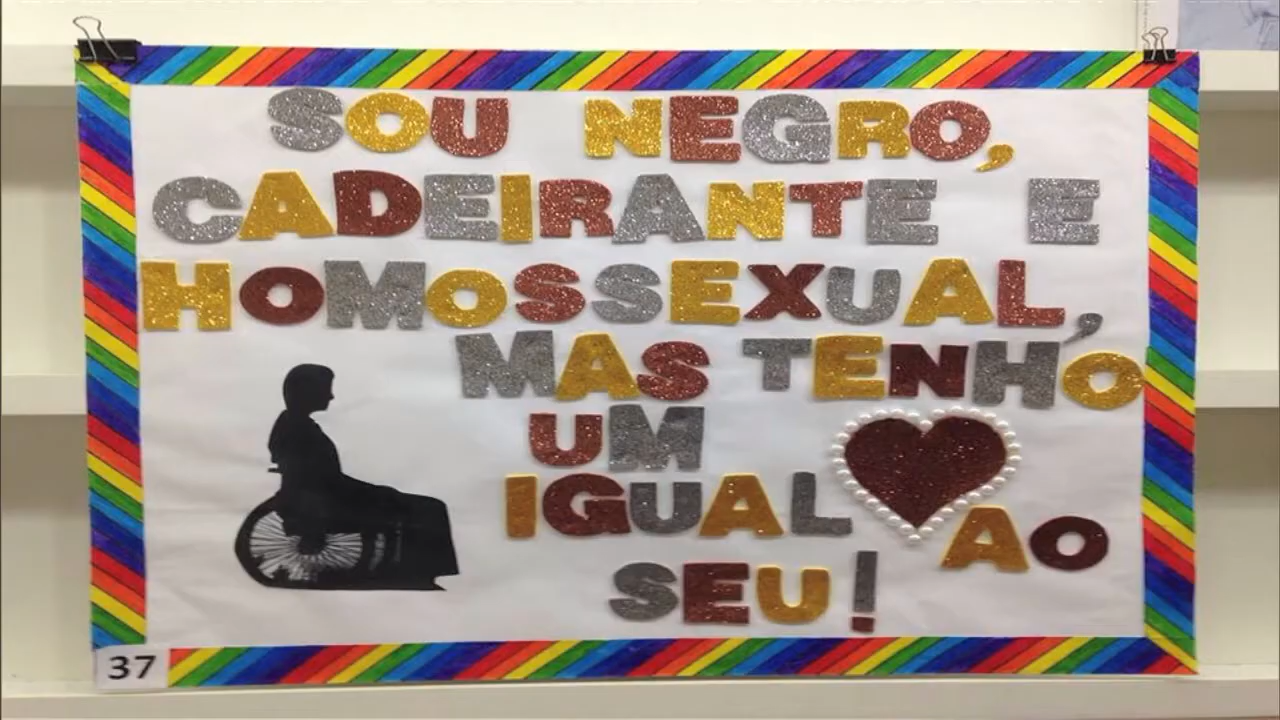 SOU NEGRO,
CADEIRANTE E
HOMOSSEXUAL,
MAS TENHO
UM
IGUAL AO
SEU!
37